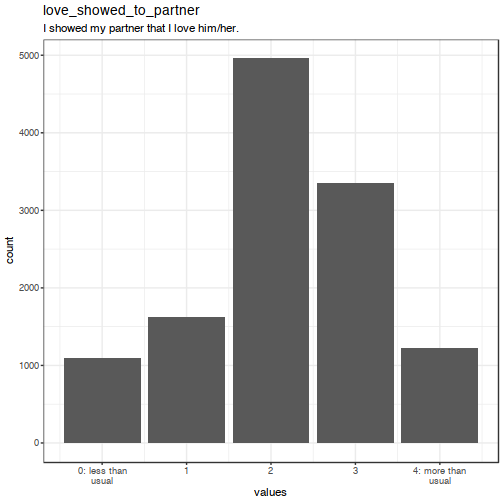 love_showed_to_partner
I showed my partner that I love him/her.
count
5000
4000
3000
2000
1000
0
0: less than
usual
1
2
3
4: more than
usual
values